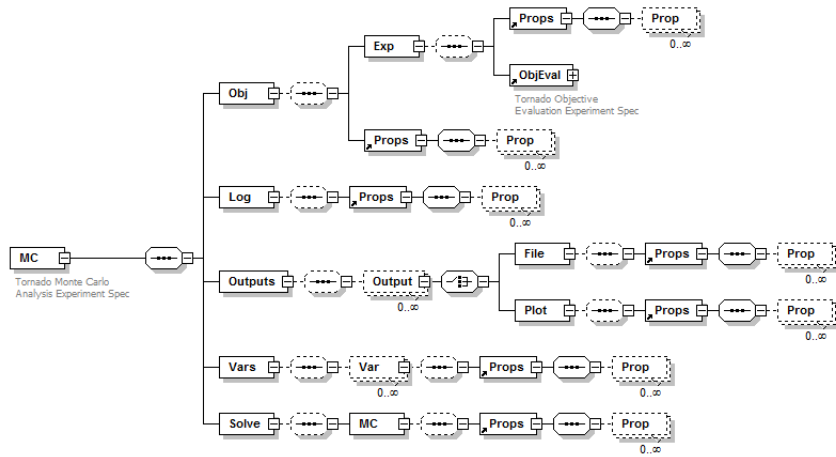 Props
Prop
0..∞
Exp
ObjEval
Tornado Objective
Evaluation Experiment Spec
Obj
Props
Prop
0..∞
Log
Props
Prop
0..∞
MC
Tornado Monte Carlo
Analysis Experiment Spec
Outputs
Output
0..∞
File
Props
Prop
0..∞
Plot
Props
Prop
0..∞
Vars
Var
0..∞
Props
Prop
0..∞
Solve
MC
Props
Prop
0..∞